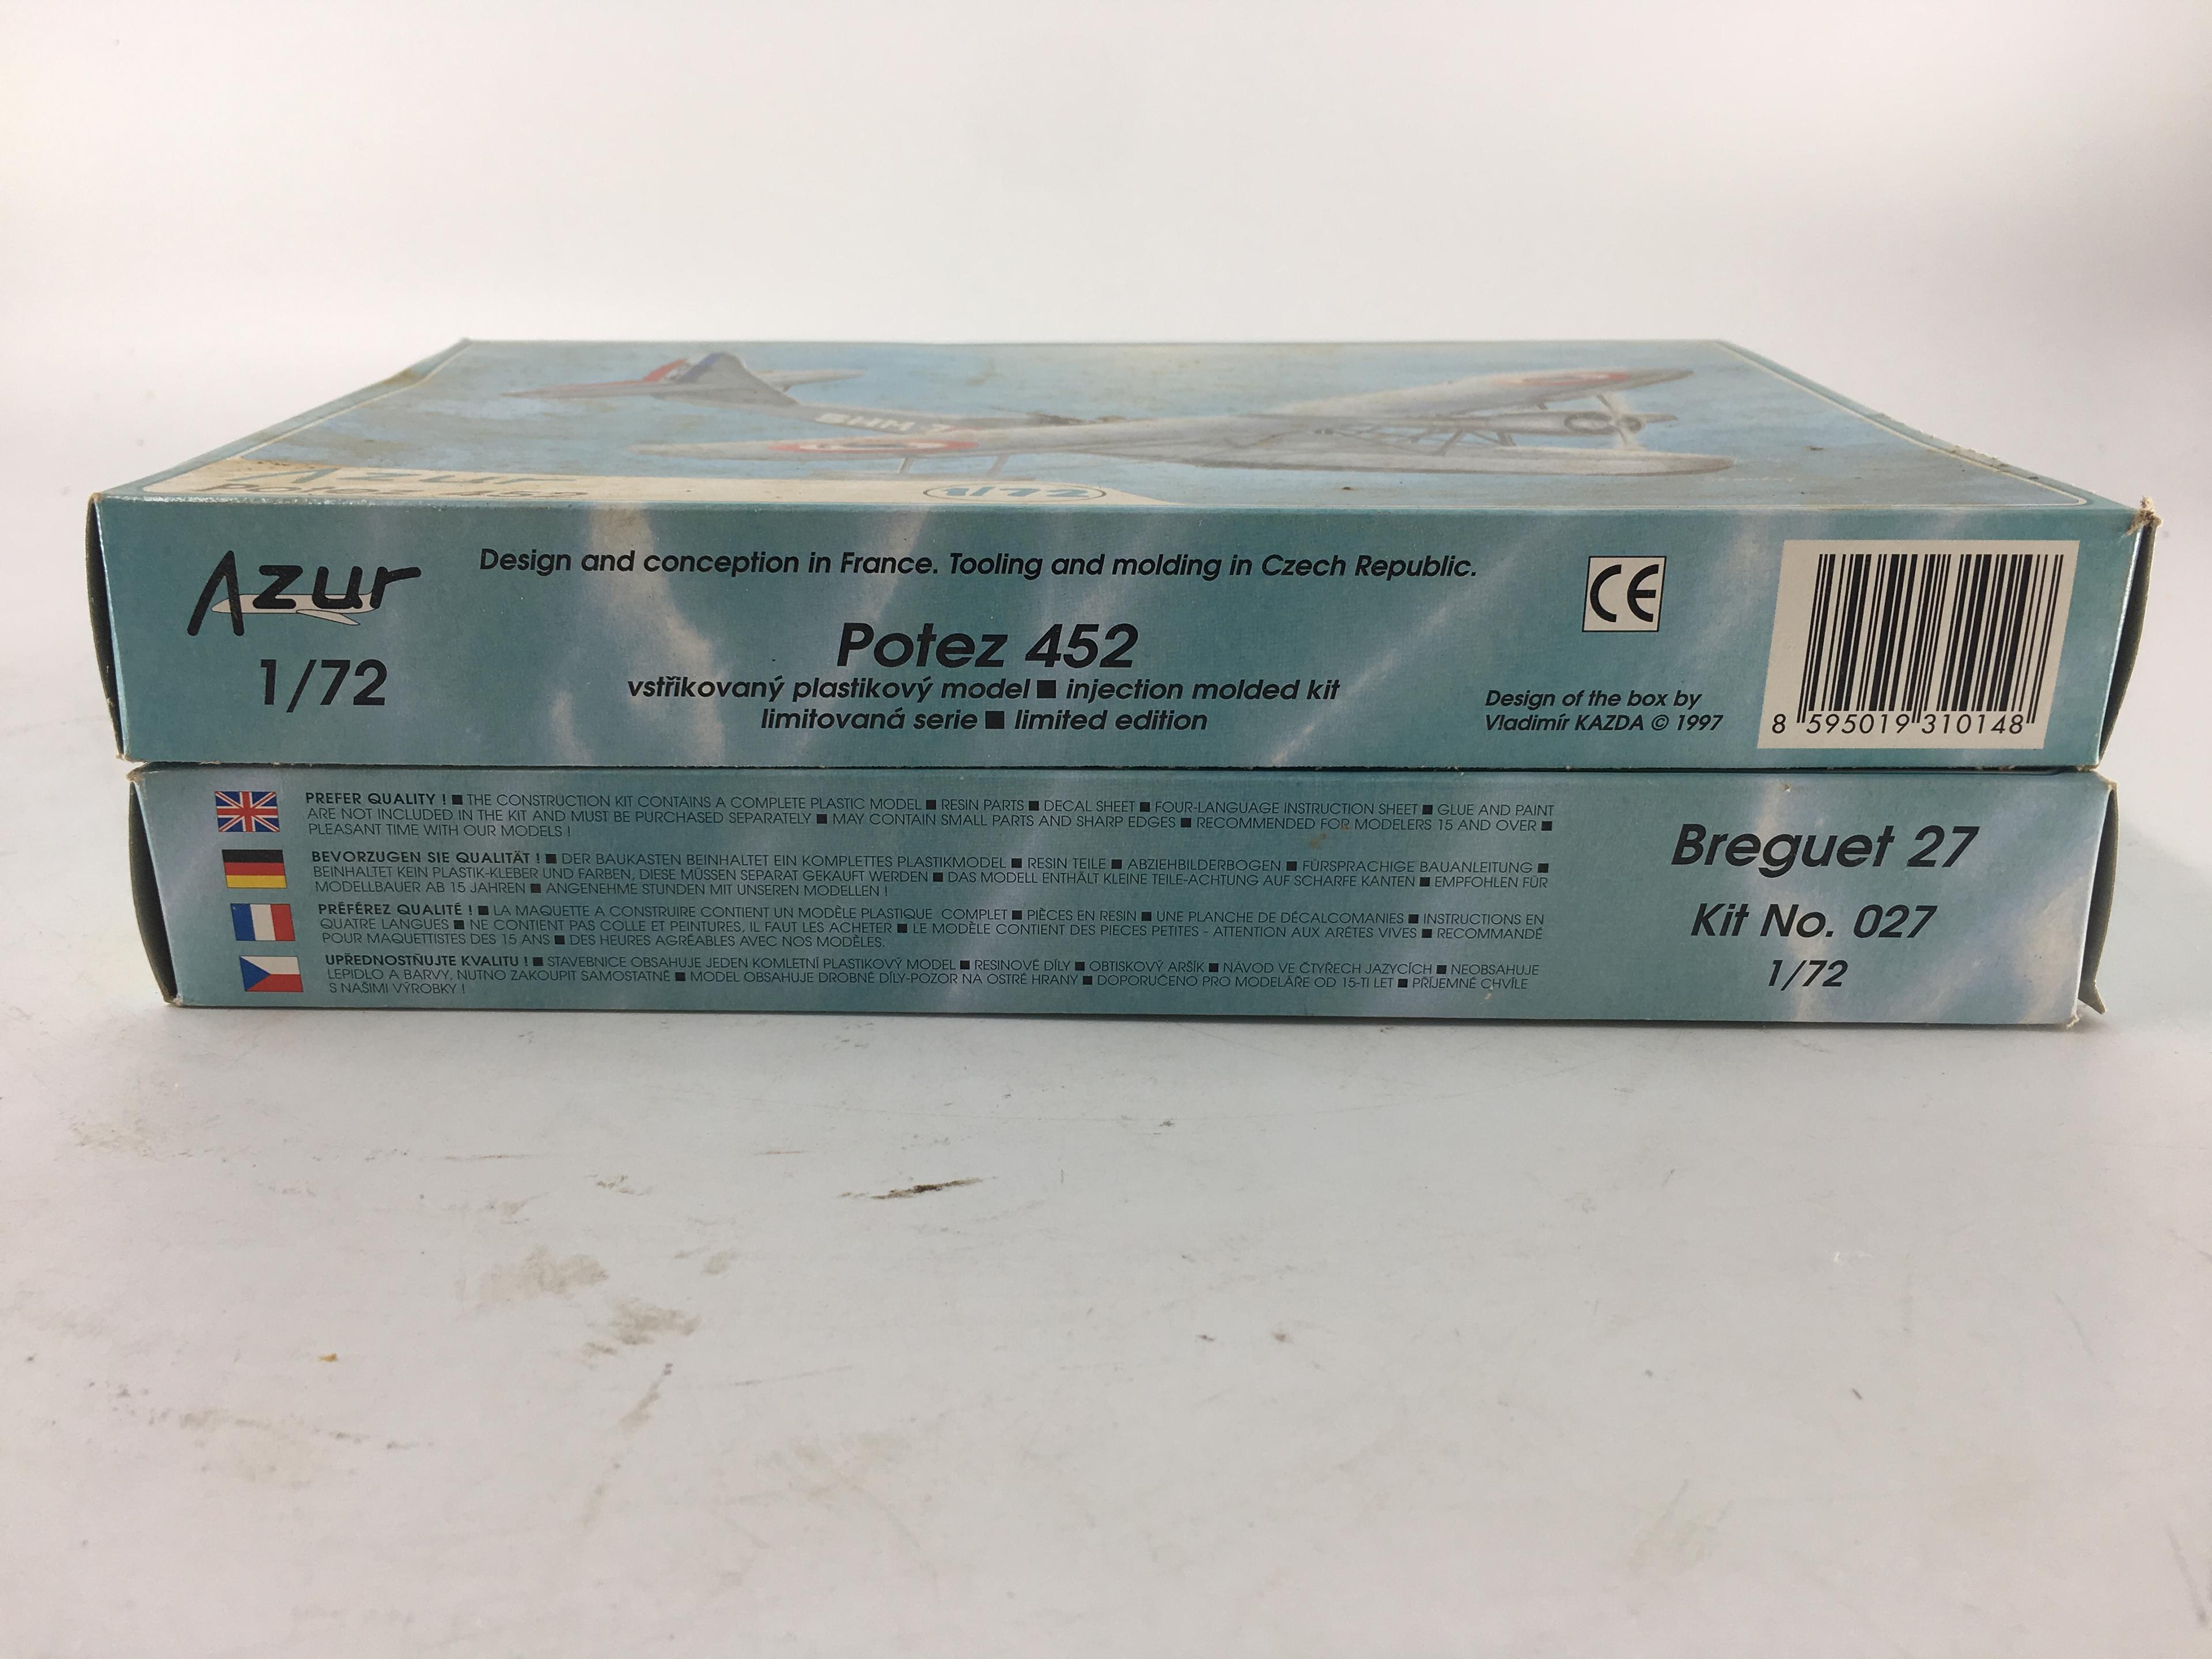 BHM.7
Azur
Potez 452
1/72
Azur
1/72
Design and conception in France. Tooling and molding in Czech Republic.
Potez 452
vstřikovaný plastikový model ■ injection molded kit
limitovaná serie ■ limited edition
CE
Design of the box by
Vladimír KAZDA © 1997
8 595019 310148
PREFER QUALITY ! ■ THE CONSTRUCTION KIT CONTAINS A COMPLETE PLASTIC MODEL ■ RESIN PARTS ■ DECAL SHEET ■ FOUR-LANGUAGE INSTRUCTION SHEET ■ GLUE AND PAINT
ARE NOT INCLUDED IN THE KIT AND MUST BE PURCHASED SEPARATELY ■ MAY CONTAIN SMALL PARTS AND SHARP EDGES ■ RECOMMENDED FOR MODELERS 15 AND OVER ■
PLEASANT TIME WITH OUR MODELS !
BEVORZUGEN SIE QUALITÄT ! ■ DER BAUKASTEN BEINHALTET EIN KOMPLETTES PLASTIKMODEL ■ RESIN TEILE ■ ABZIEHBILDERBOGEN ■ FÜRSPRACHIGE BAUANLEITUNG ■
BEINHALTET KEIN PLASTIK-KLEBER UND FARBEN, DIESE MÜSSEN SEPARAT GEKAUFT WERDEN ■ DAS MODELL ENTHÄLT KLEINE TEILE-ACHTUNG AUF SCHARFE KANTEN ■ EMPFOHLEN FÜR
MODELLBAUER AB 15 JAHREN ■ ANGENEHME STUNDEN MIT UNSEREN MODELLEN !
PRÉFÉREZ QUALITÉ ! ■ LA MAQUETTE A CONSTRUIRE CONTIENT UN MODÈLE PLASTIQUE COMPLET ■ PIÈCES EN RESIN ■ UNE PLANCHE DE DÉCALCOMANIES ■ INSTRUCTIONS EN
QUATRE LANGUES ■ NE CONTIENT PAS COLLE ET PEINTURES, IL FAUT LES ACHETER ■ LE MODÈLE CONTIENT DES PIECES PETITES - ATTENTION AUX ARÉTES VIVES ■ RECOMMANDÉ
POUR MAQUETTISTES DES 15 ANS ■ DES HEURES AGRÉABLES AVEC NOS MODÈLES.
UPŘEDNOSTŇUJTE KVALITU ! ■ STAVEBNICE OBSAHUJE JEDEN KOMLETNÍ PLASTIKOVÝ MODEL ■ RESINOVÉ DÍLY ■ OBTISKOVÝ ARŠÍK ■ NÁVOD VE ČTYŘECH JAZYCÍCH ■ NEOBSAHUJE
LEPIDLO A BARVY, NUTNO ZAKOUPIT SAMOSTATNĚ ■ MODEL OBSAHUJE DROBNÉ DÍLY-POZOR NA OSTRÉ HRANY ■ DOPORUČENO PRO MODELÁŘE OD 15-TI LET ■ PŘÍJEMNÉ CHVÍLE
S NAŠIMI VÝROBKY !
Breguet 27
Kit No. 027
1/72